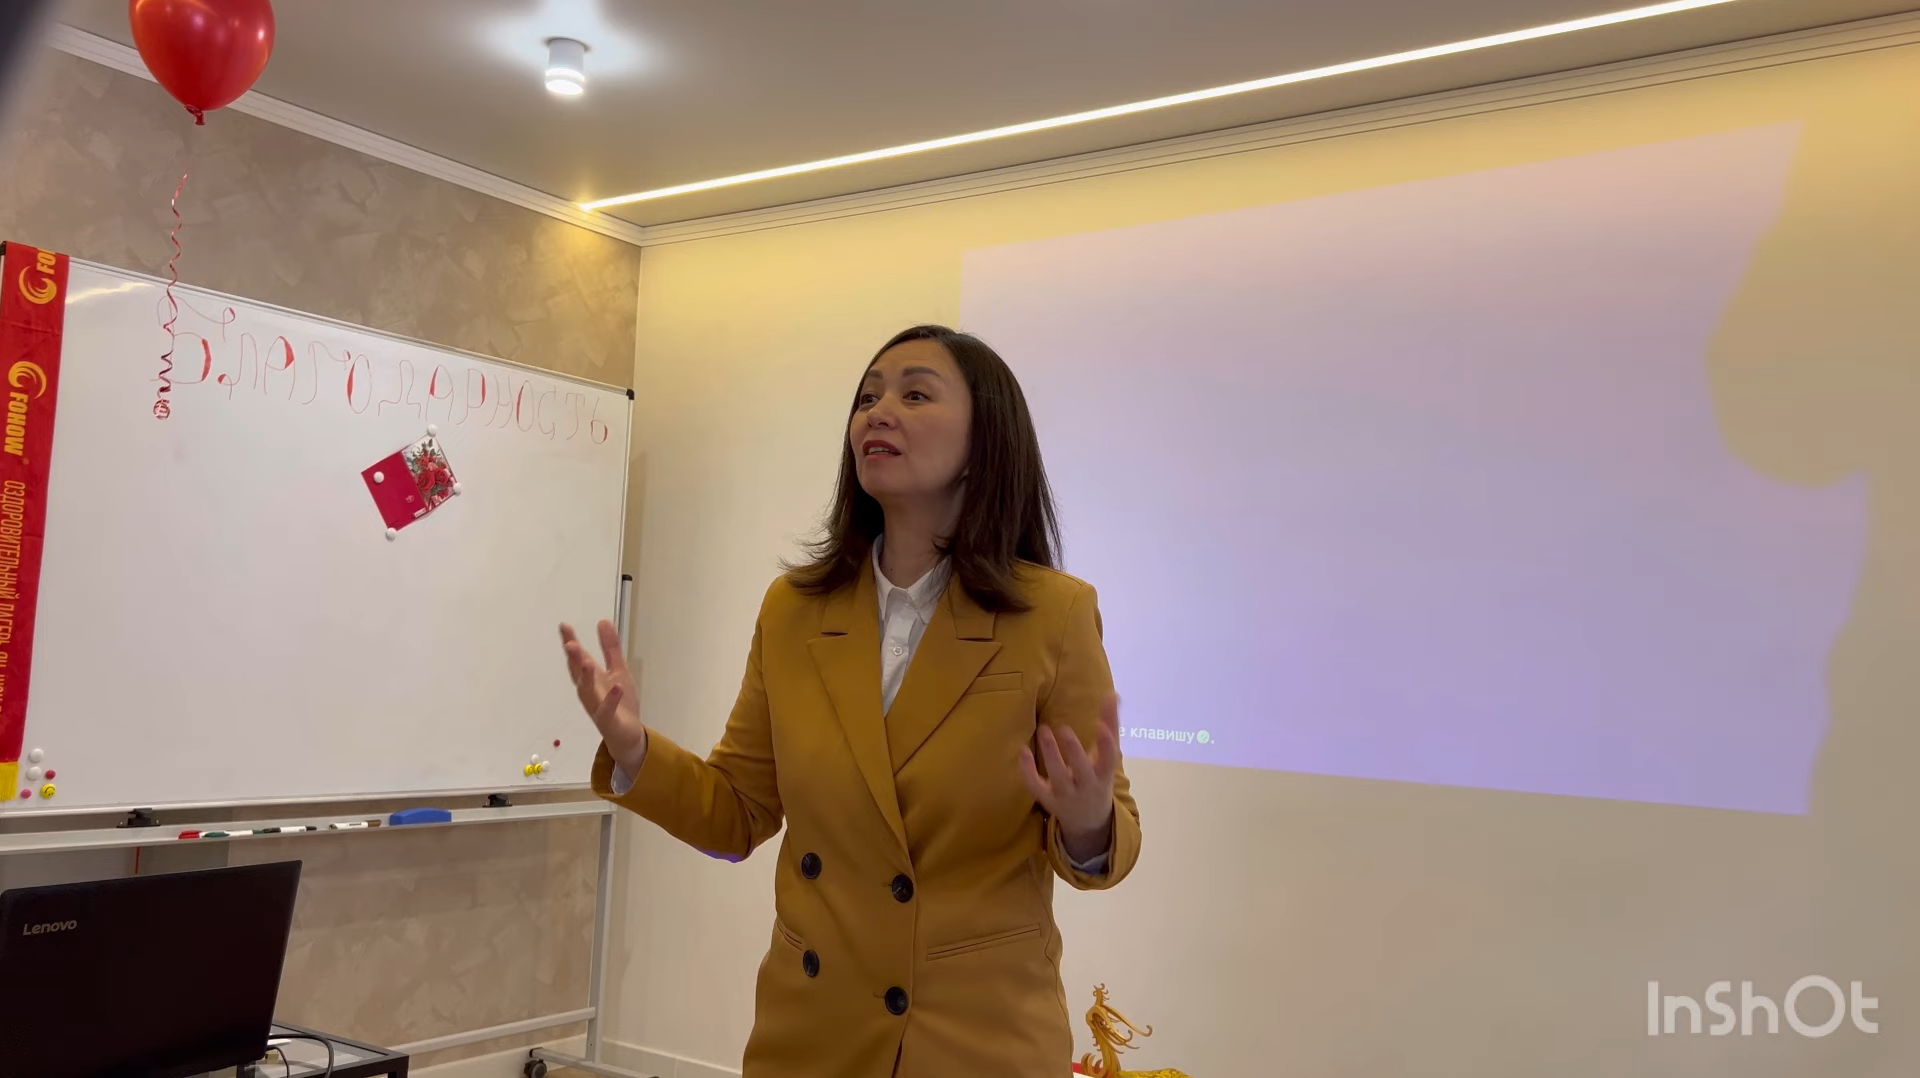 БЛАГОДАРНОСТЬ
FOHOW
ОЗДОРОВИТЕЛЬНЫЙ ЛАГЕРЬ
клавишу
Lenovo
InShOt